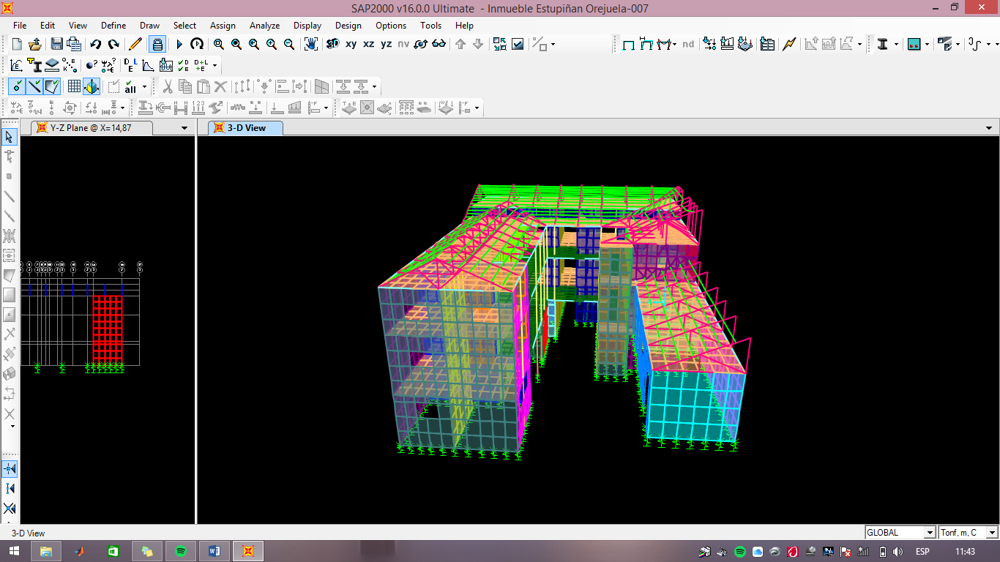 SAP2000 v16.0.0 Ultimate - Inmueble Estupiñan Orejuela-007
File Edit View Define Draw Select Assign Analyze Display Design Options Tools Help
3D xy xz yz nv nd
all
Y-Z Plane @ X=14,87
3-D View
3-D View
GLOBAL
Tonf, m, C
ESP
11:43